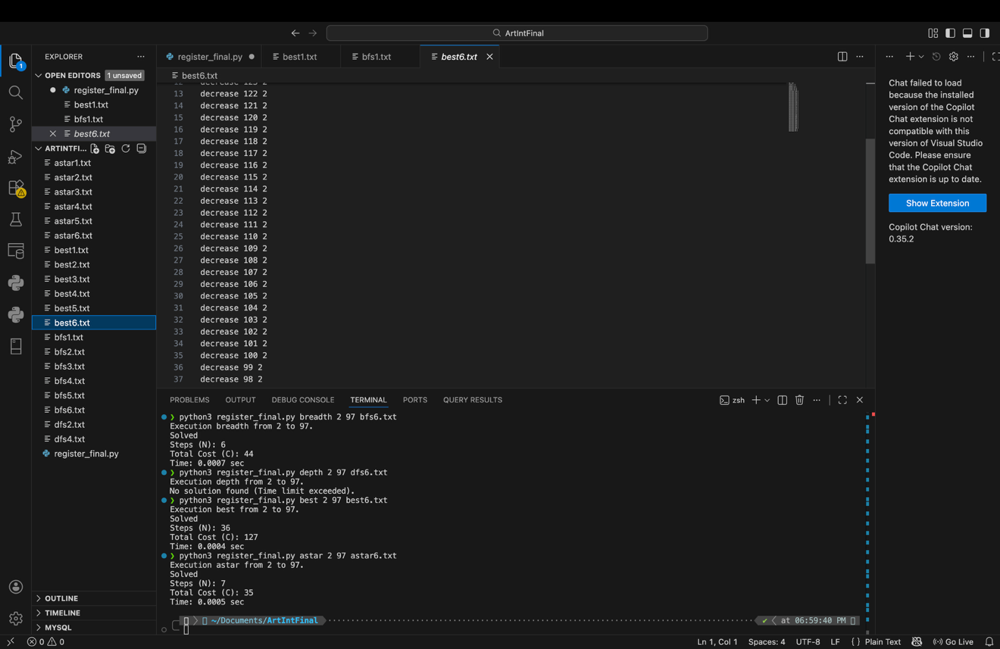 ArtIntFinal
EXPLORER
OPEN EDITORS 1 unsaved
register_final.py
best1.txt
bfs1.txt
best6.txt
ARTINTFI...
astar1.txt
astar2.txt
astar3.txt
astar4.txt
astar5.txt
astar6.txt
best1.txt
best2.txt
best3.txt
best4.txt
best5.txt
best6.txt
bfs1.txt
bfs2.txt
bfs3.txt
bfs4.txt
bfs5.txt
bfs6.txt
dfs2.txt
dfs4.txt
register_final.py
OUTLINE
TIMELINE
MYSQL
1
register_final.py best1.txt bfs1.txt best6.txt
best6.txt
12 decrease 123 2
13 decrease 122 2
14 decrease 121 2
15 decrease 120 2
16 decrease 119 2
17 decrease 118 2
18 decrease 117 2
19 decrease 116 2
20 decrease 115 2
21 decrease 114 2
22 decrease 113 2
23 decrease 112 2
24 decrease 111 2
25 decrease 110 2
26 decrease 109 2
27 decrease 108 2
28 decrease 107 2
29 decrease 106 2
30 decrease 105 2
31 decrease 104 2
32 decrease 103 2
33 decrease 102 2
34 decrease 101 2
35 decrease 100 2
36 decrease 99 2
37 decrease 98 2
PROBLEMS OUTPUT DEBUG CONSOLE TERMINAL PORTS QUERY RESULTS zsh
❯ python3 register_final.py breadth 2 97 bfs6.txt
Execution breadth from 2 to 97.
Solved
Steps (N): 6
Total Cost (C): 44
Time: 0.0007 sec
❯ python3 register_final.py depth 2 97 dfs6.txt
Execution depth from 2 to 97.
No solution found (Time limit exceeded).
❯ python3 register_final.py best 2 97 best6.txt
Execution best from 2 to 97.
Solved
Steps (N): 36
Total Cost (C): 127
Time: 0.0004 sec
❯ python3 register_final.py astar 2 97 astar6.txt
Execution astar from 2 to 97.
Solved
Steps (N): 7
Total Cost (C): 35
Time: 0.0005 sec
~/Documents/ArtIntFinal ✔ at 06:59:40 PM
Chat failed to load
because the installed
version of the Copilot
Chat extension is not
compatible with this
version of Visual Studio
Code. Please ensure
that the Copilot Chat
extension is up to date.
Show Extension
Copilot Chat version:
0.35.2
0 0 Ln 1, Col 1 Spaces: 4 UTF-8 LF { } Plain Text Go Live